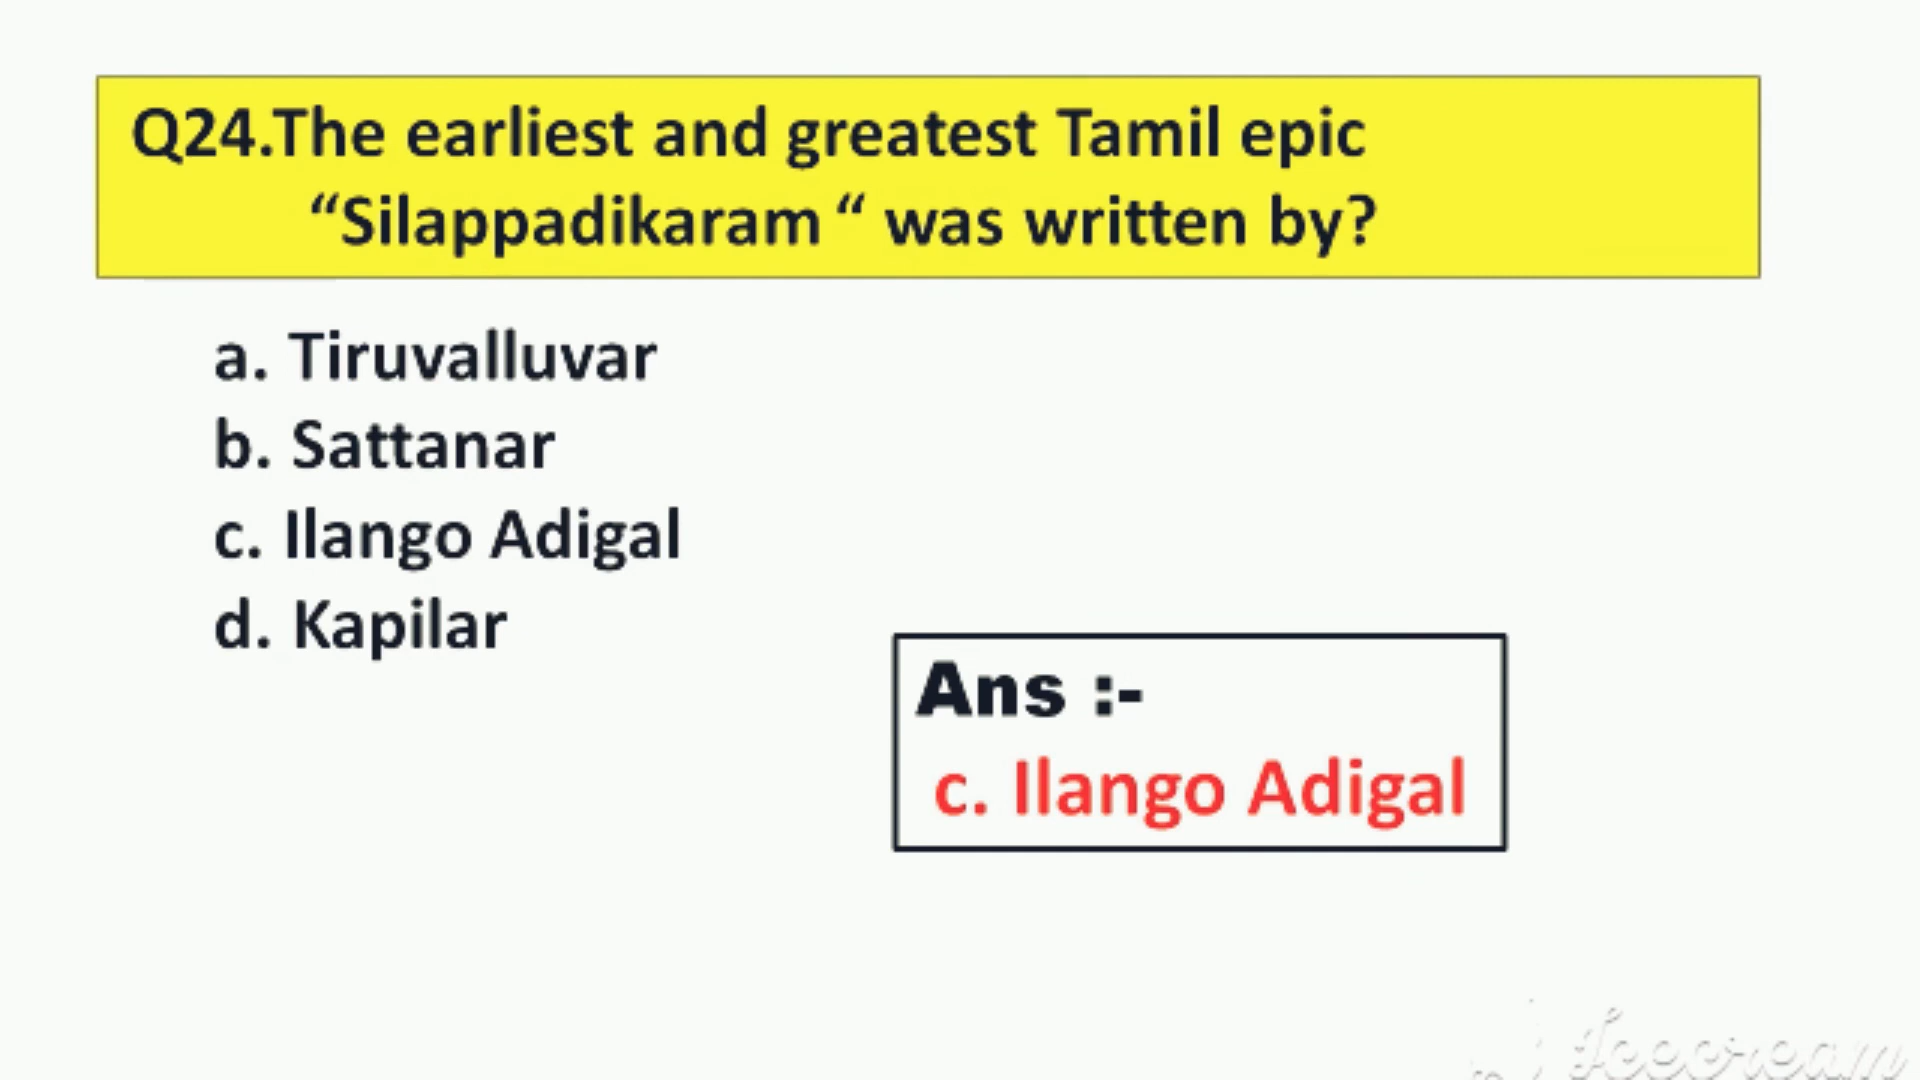 Q24.The earliest and greatest Tamil epic
“Silappadikaram “ was written by?
a. Tiruvalluvar
b. Sattanar
c. Ilango Adigal
d. Kapilar
Ans :-
c. Ilango Adigal
Icecream